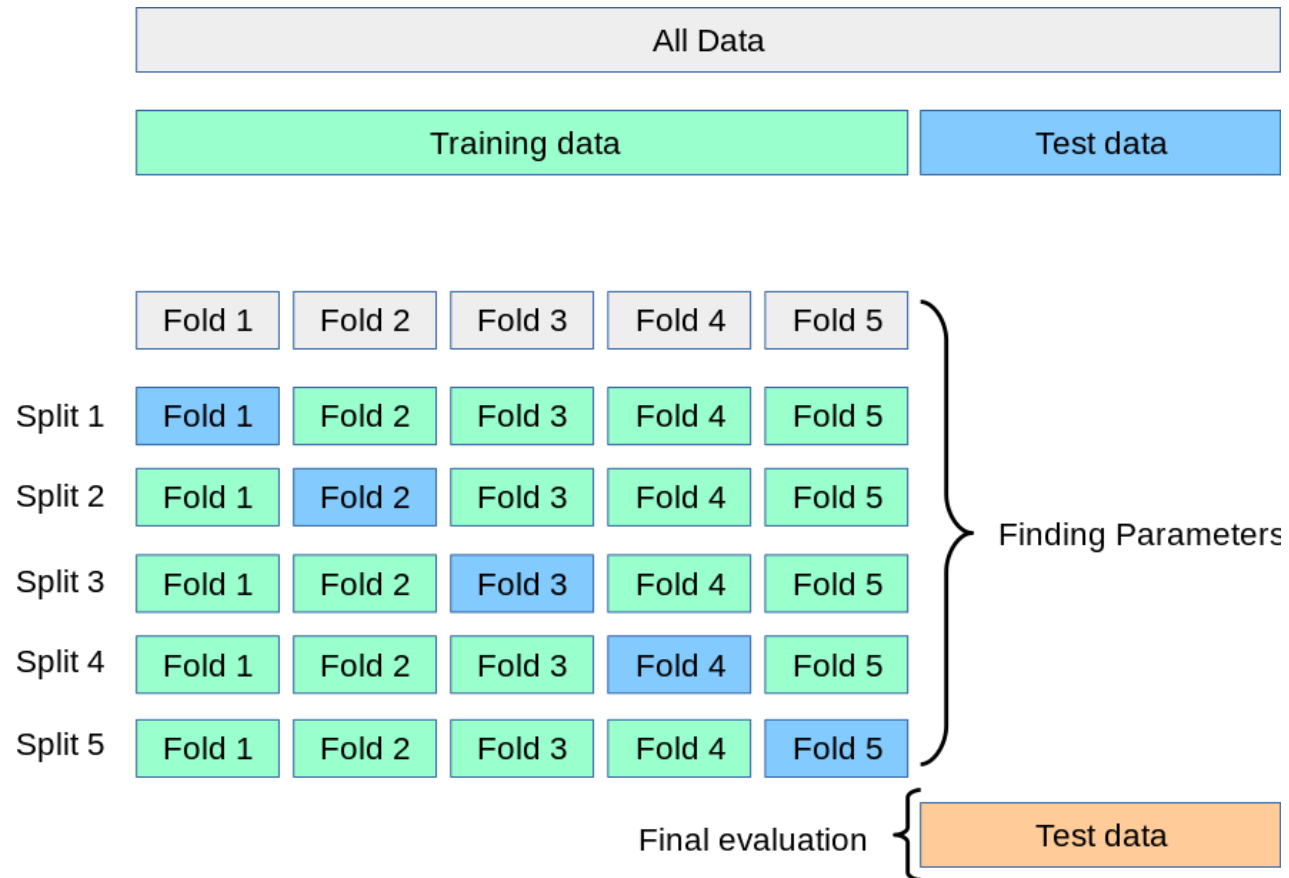 All Data
Training data Test data
Fold 1 Fold 2 Fold 3 Fold 4 Fold 5
Split 1 Fold 1 Fold 2 Fold 3 Fold 4 Fold 5
Split 2 Fold 1 Fold 2 Fold 3 Fold 4 Fold 5
Finding Parameters
Split 3 Fold 1 Fold 2 Fold 3 Fold 4 Fold 5
Split 4 Fold 1 Fold 2 Fold 3 Fold 4 Fold 5
Split 5 Fold 1 Fold 2 Fold 3 Fold 4 Fold 5
Final evaluation Test data